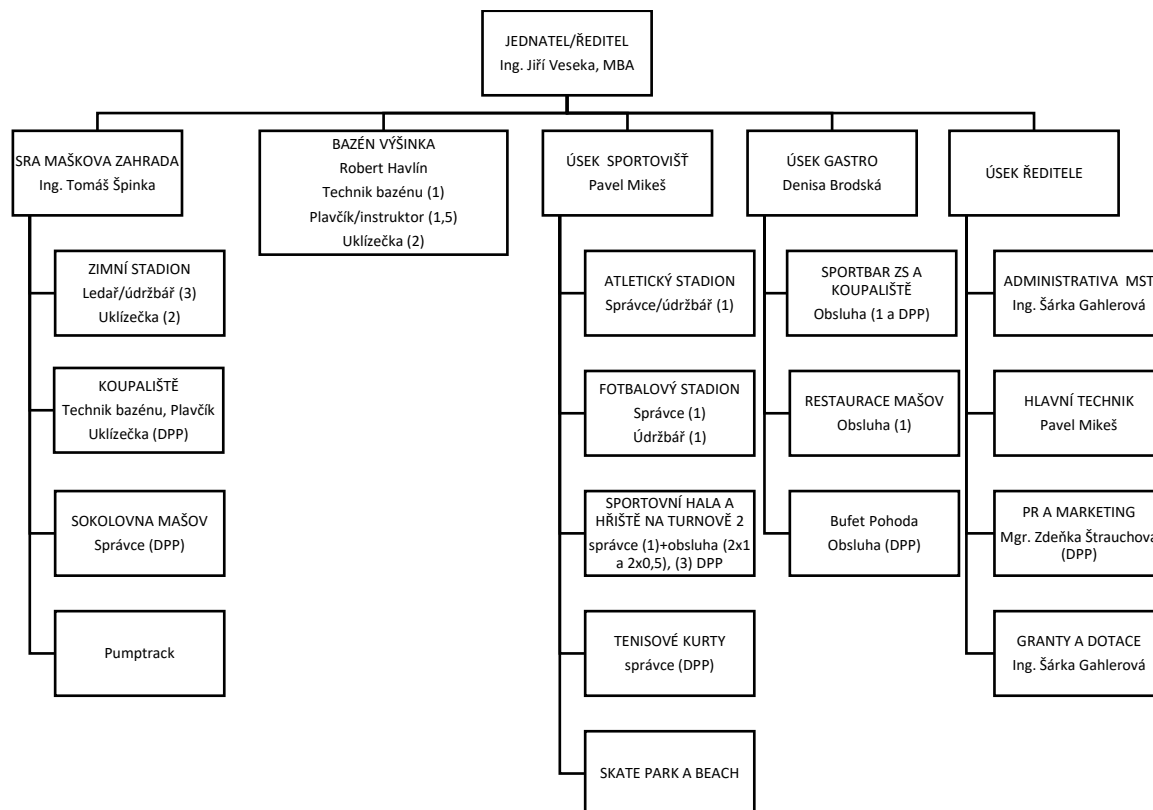 JEDNATEL/ŘEDITEL
Ing. Jiří Veseka, MBA
SRA MAŠKOVA ZAHRADA
Ing. Tomáš Špinka
ZIMNÍ STADION
Ledař/údržbář (3)
Uklízečka (2)
KOUPALIŠTĚ
Technik bazénu, Plavčík
Uklízečka (DPP)
SOKOLOVNA MAŠOV
Správce (DPP)
Pumptrack
BAZÉN VÝŠINKA
Robert Havlín
Technik bazénu (1)
Plavčík/instruktor (1,5)
Uklízečka (2)
ÚSEK SPORTOVIŠŤ
Pavel Mikeš
ATLETICKÝ STADION
Správce/údržbář (1)
FOTBALOVÝ STADION
Správce (1)
Údržbář (1)
SPORTOVNÍ HALA A
HŘIŠTĚ NA TURNOVĚ 2
správce (1)+obsluha (2x1
a 2x0,5), (3) DPP
TENISOVÉ KURTY
správce (DPP)
SKATE PARK A BEACH
ÚSEK GASTRO
Denisa Brodská
SPORTBAR ZS A
KOUPALIŠTĚ
Obsluha (1 a DPP)
RESTAURACE MAŠOV
Obsluha (1)
Bufet Pohoda
Obsluha (DPP)
ÚSEK ŘEDITELE
ADMINISTRATIVA MST
Ing. Šárka Gahlerová
HLAVNÍ TECHNIK
Pavel Mikeš
PR A MARKETING
Mgr. Zdeňka Štrauchová
(DPP)
GRANTY A DOTACE
Ing. Šárka Gahlerová